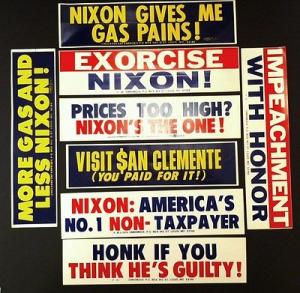 NIXON GIVES ME
GAS PAINS!
EXORCISE
NIXON!
PRICES TOO HIGH?
NIXON'S THE ONE!
VISIT $AN CLEMENTE
(YOU PAID FOR IT!)
NIXON: AMERICA'S
NO.1 NON-TAXPAYER
HONK IF YOU
THINK HE'S GUILTY!
MORE GAS AND
LESS NIXON!
IMPEACHMENT
WITH HONOR